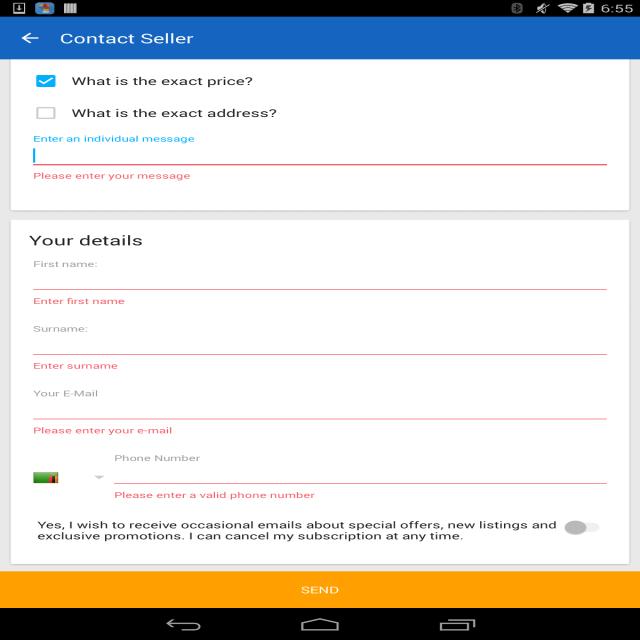 6:55
Contact Seller
What is the exact price?
What is the exact address?
Enter an individual message
Please enter your message
Your details
First name:
Enter first name
Surname:
Enter surname
Your E-Mail
Please enter your e-mail
Phone Number
Please enter a valid phone number
Yes, I wish to receive occasional emails about special offers, new listings and
exclusive promotions. I can cancel my subscription at any time.
SEND